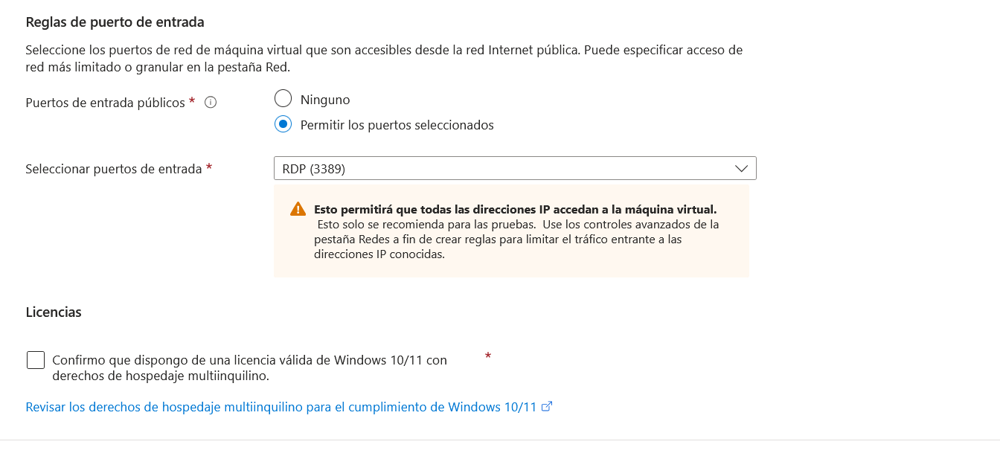 Reglas de puerto de entrada
Seleccione los puertos de red de máquina virtual que son accesibles desde la red Internet pública. Puede especificar acceso de
red más limitado o granular en la pestaña Red.
Puertos de entrada públicos *
Ninguno
Permitir los puertos seleccionados
Seleccionar puertos de entrada *
RDP (3389)
Esto permitirá que todas las direcciones IP accedan a la máquina virtual.
Esto solo se recomienda para las pruebas. Use los controles avanzados de la
pestaña Redes a fin de crear reglas para limitar el tráfico entrante a las
direcciones IP conocidas.
Licencias
Confirmo que dispongo de una licencia válida de Windows 10/11 con *
derechos de hospedaje multiinquilino.
Revisar los derechos de hospedaje multiinquilino para el cumplimiento de Windows 10/11